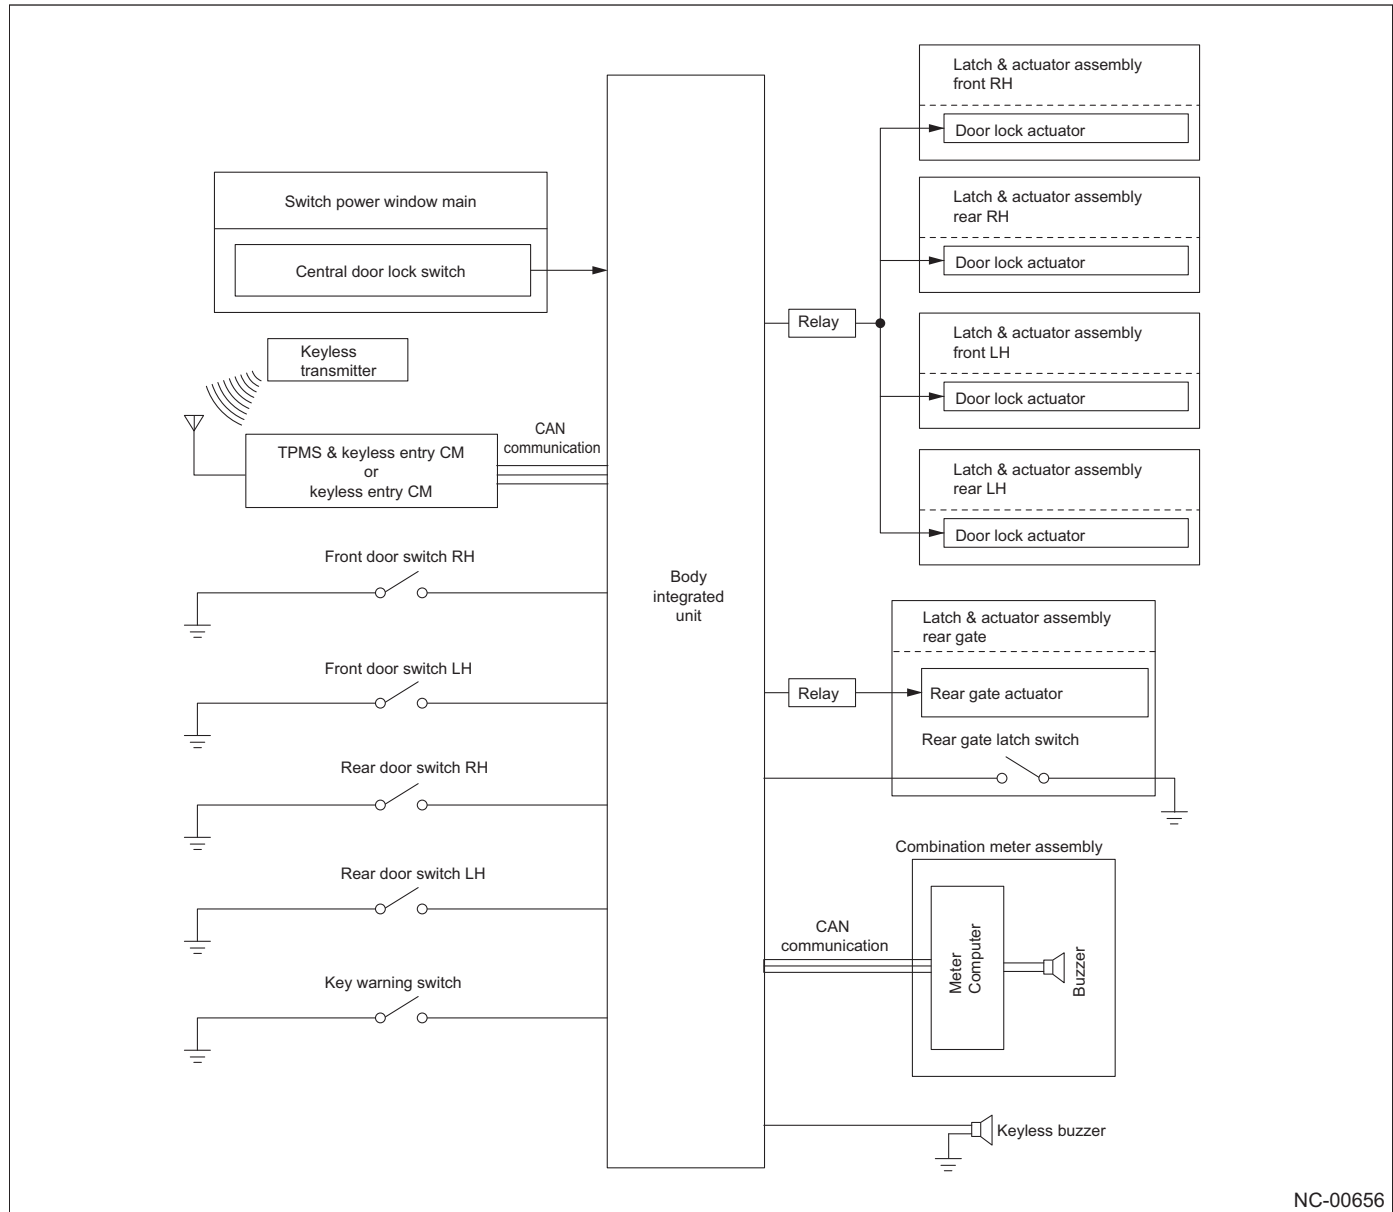 Switch power window main
Central door lock switch
Keyless
transmitter
CAN
communication
TPMS & keyless entry CM
or
keyless entry CM
Front door switch RH
Front door switch LH
Rear door switch RH
Rear door switch LH
Key warning switch
Body
integrated
unit
Latch & actuator assembly
front RH
Door lock actuator
Latch & actuator assembly
rear RH
Door lock actuator
Relay
Latch & actuator assembly
front LH
Door lock actuator
Latch & actuator assembly
rear LH
Door lock actuator
Latch & actuator assembly
rear gate
Relay
Rear gate actuator
Rear gate latch switch
Combination meter assembly
CAN
communication
Meter
Computer
Buzzer
Keyless buzzer
NC-00656